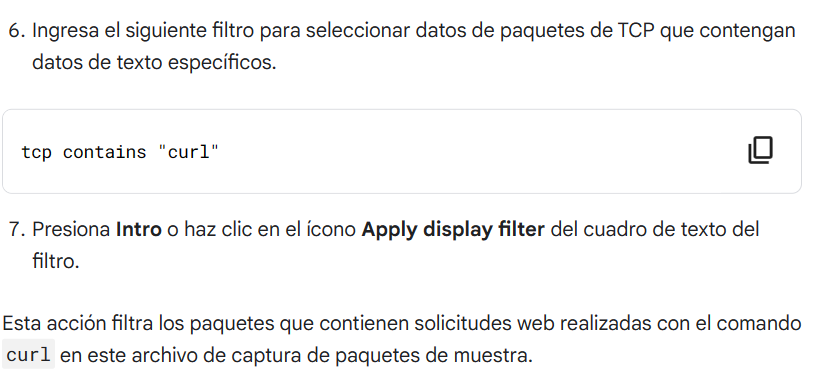 6. Ingresa el siguiente filtro para seleccionar datos de paquetes de TCP que contengan
datos de texto específicos.
tcp contains "curl"
7. Presiona Intro o haz clic en el ícono Apply display filter del cuadro de texto del
filtro.
Esta acción filtra los paquetes que contienen solicitudes web realizadas con el comando
curl en este archivo de captura de paquetes de muestra.